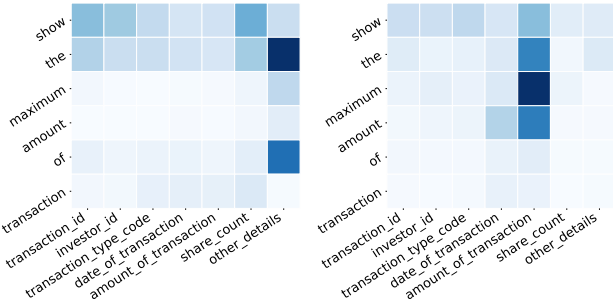 show
the
maximum
amount
of
transaction
transaction_id
investor_id
transaction_type_code
date_of_transaction
amount_of_transaction
share_count
other_details
show
the
maximum
amount
of
transaction
transaction_id
investor_id
transaction_type_code
date_of_transaction
amount_of_transaction
share_count
other_details